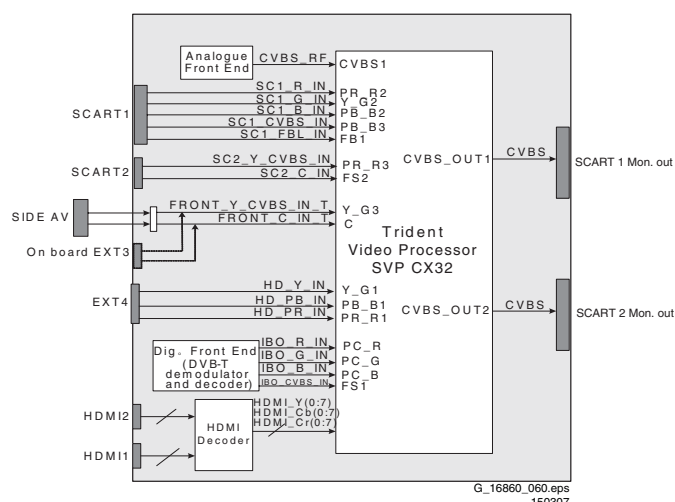 Analogue
Front End
CVBS_RF
CVBS1
SCART1
SC1_R_IN
SC1_G_IN
SC1_B_IN
SC1_CVBS_IN
SC1_FBL_IN
PR_R2
Y_G2
PB_B2
PB_B3
FB1
SCART2
SC2_Y_CVBS_IN
SC2_C_IN
PR_R3
FS2
SIDE AV
FRONT_Y_CVBS_IN_T
FRONT_C_IN_T
Y_G3
C
On board EXT3
EXT4
HD_Y_IN
HD_PB_IN
HD_PR_IN
Y_G1
PB_B1
PR_R1
Dig. Front End
(DVB-T
demodulator
and decoder)
IBO_R_IN
IBO_G_IN
IBO_B_IN
IBO_CVBS_IN
PC_R
PC_G
PC_B
FS1
HDMI2
HDMI1
HDMI
Decoder
HDMI_Y(0:7)
HDMI_Cb(0:7)
HDMI_Cr(0:7)
Trident
Video Processor
SVP CX32
CVBS_OUT1
CVBS
SCART 1 Mon. out
CVBS_OUT2
CVBS
SCART 2 Mon. out
G_16860_060.eps
150307